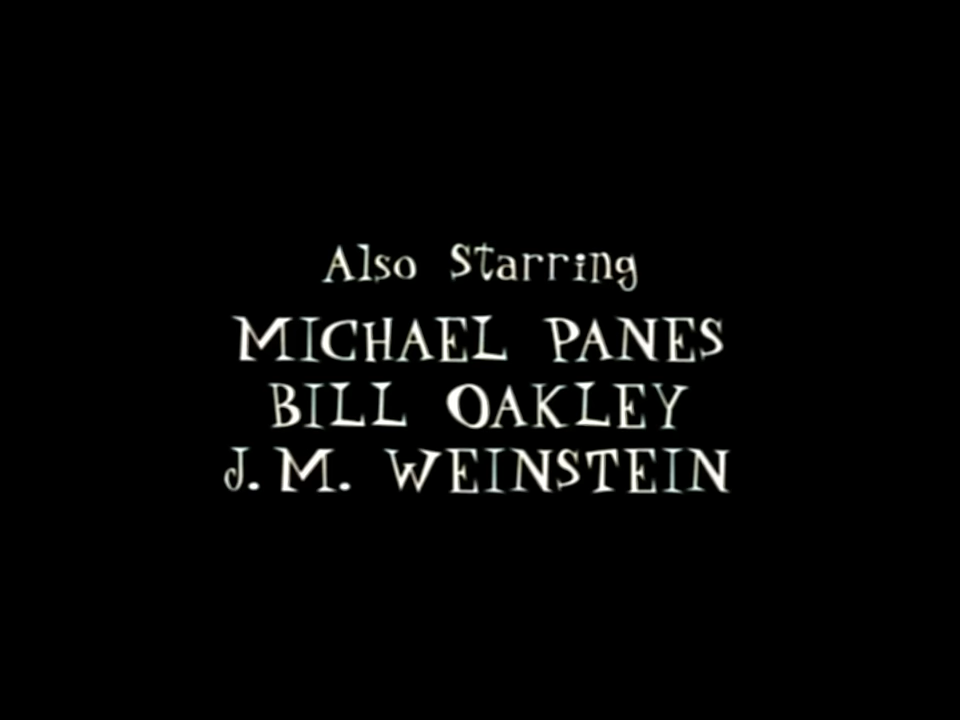 Also Starring
MICHAEL PANES
BILL OAKLEY
J.M. WEINSTEIN